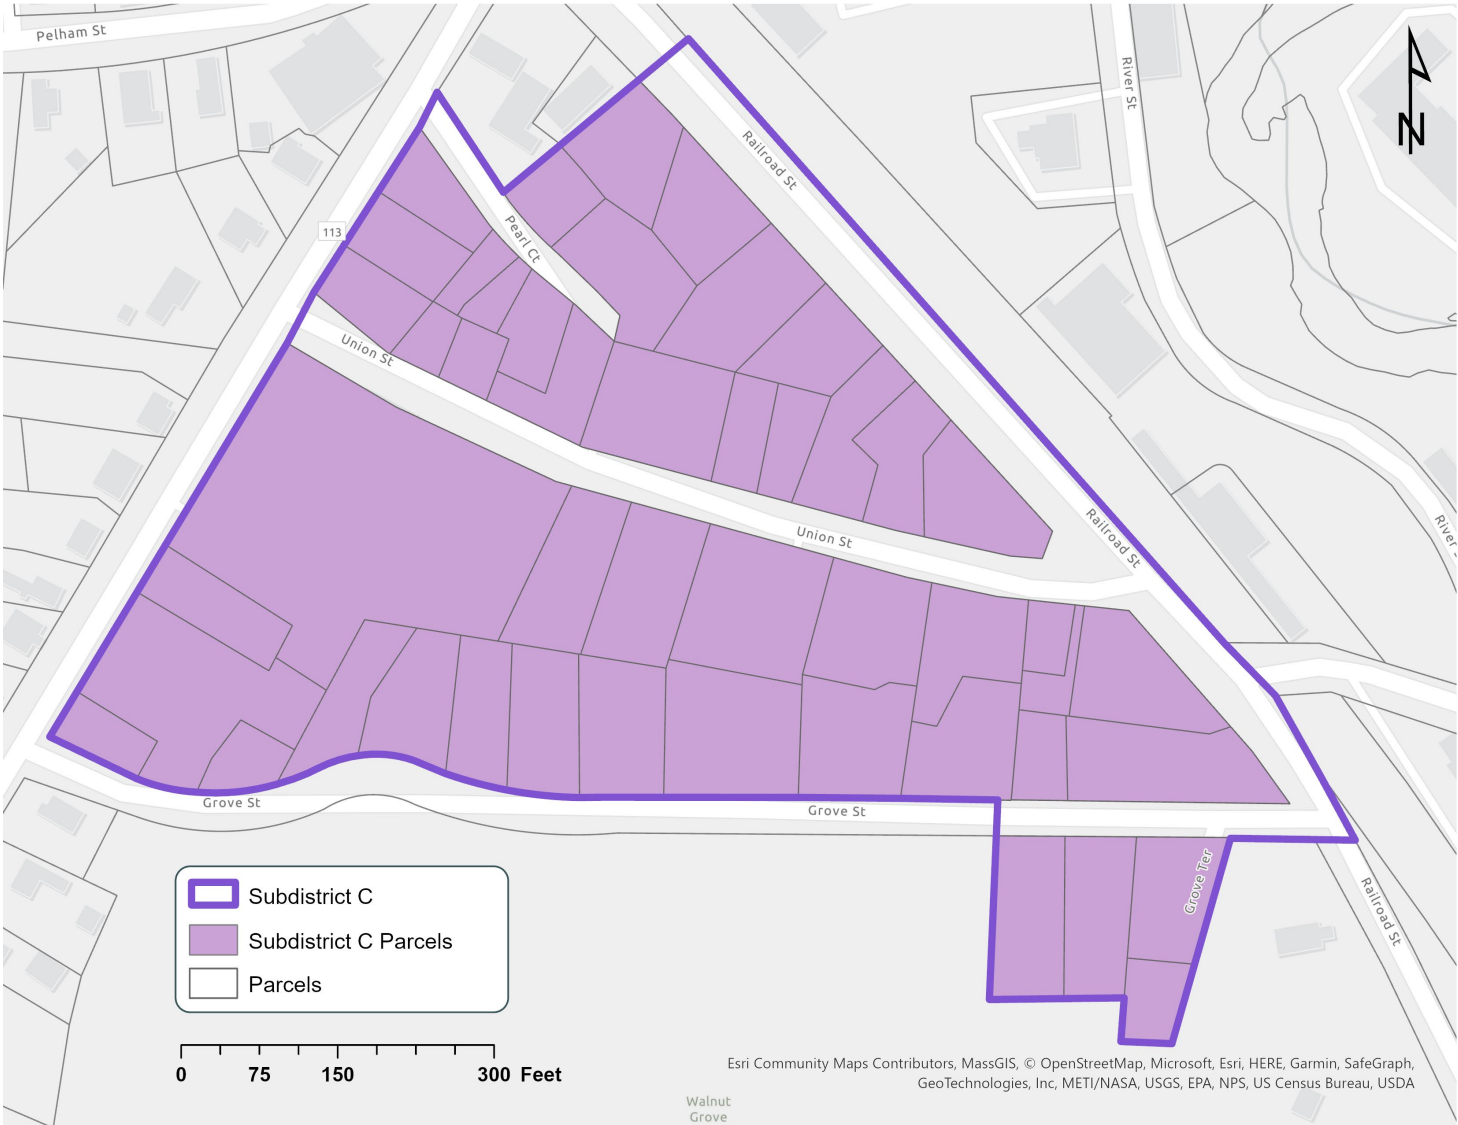 Pelham St
River St
N
Railroad St
113
Pearl Ct
Union St
Railroad St
Union St
River
Grove St
Grove St
Grove Ter
Railroad St
Subdistrict C
Subdistrict C Parcels
Parcels
0 75 150 300 Feet
Esri Community Maps Contributors, MassGIS, © OpenStreetMap, Microsoft, Esri, HERE, Garmin, SafeGraph,
GeoTechnologies, Inc, METI/NASA, USGS, EPA, NPS, US Census Bureau, USDA
Walnut
Grove